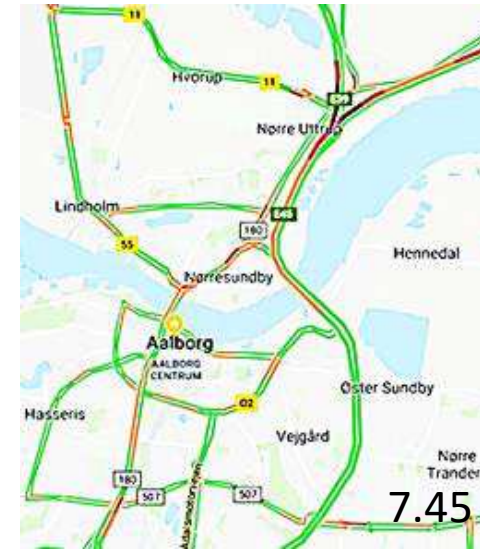 11
Hvorup
11
Nørre Uttrup
Lindholm
E45
180
55
Hennedal
Nørresundby
Aalborg
AALBORG
CENTRUM
Øster Sundby
O2
Hasseris
Vejgård
Nørre
Trander
180
507
507
7.45